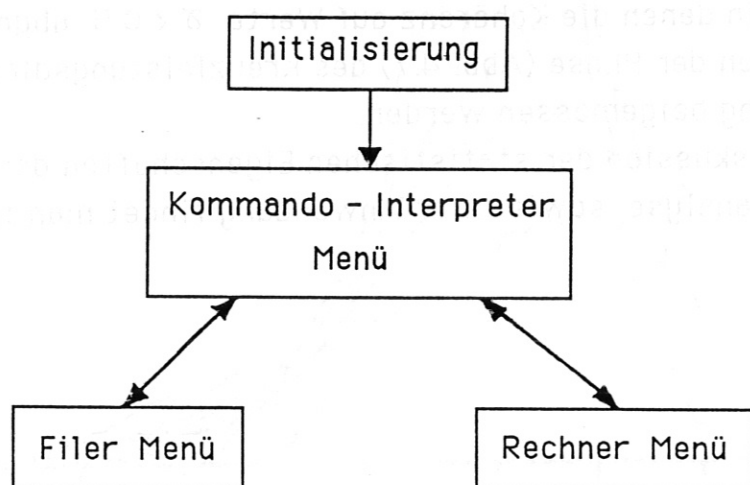 Initialisierung
Kommando - Interpreter
Menü
Filer Menü
Rechner Menü